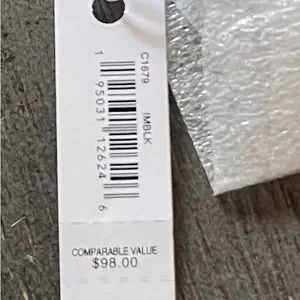 C1679 IMBLK
1 95031 12624 6
COMPARABLE VALUE
$98.00